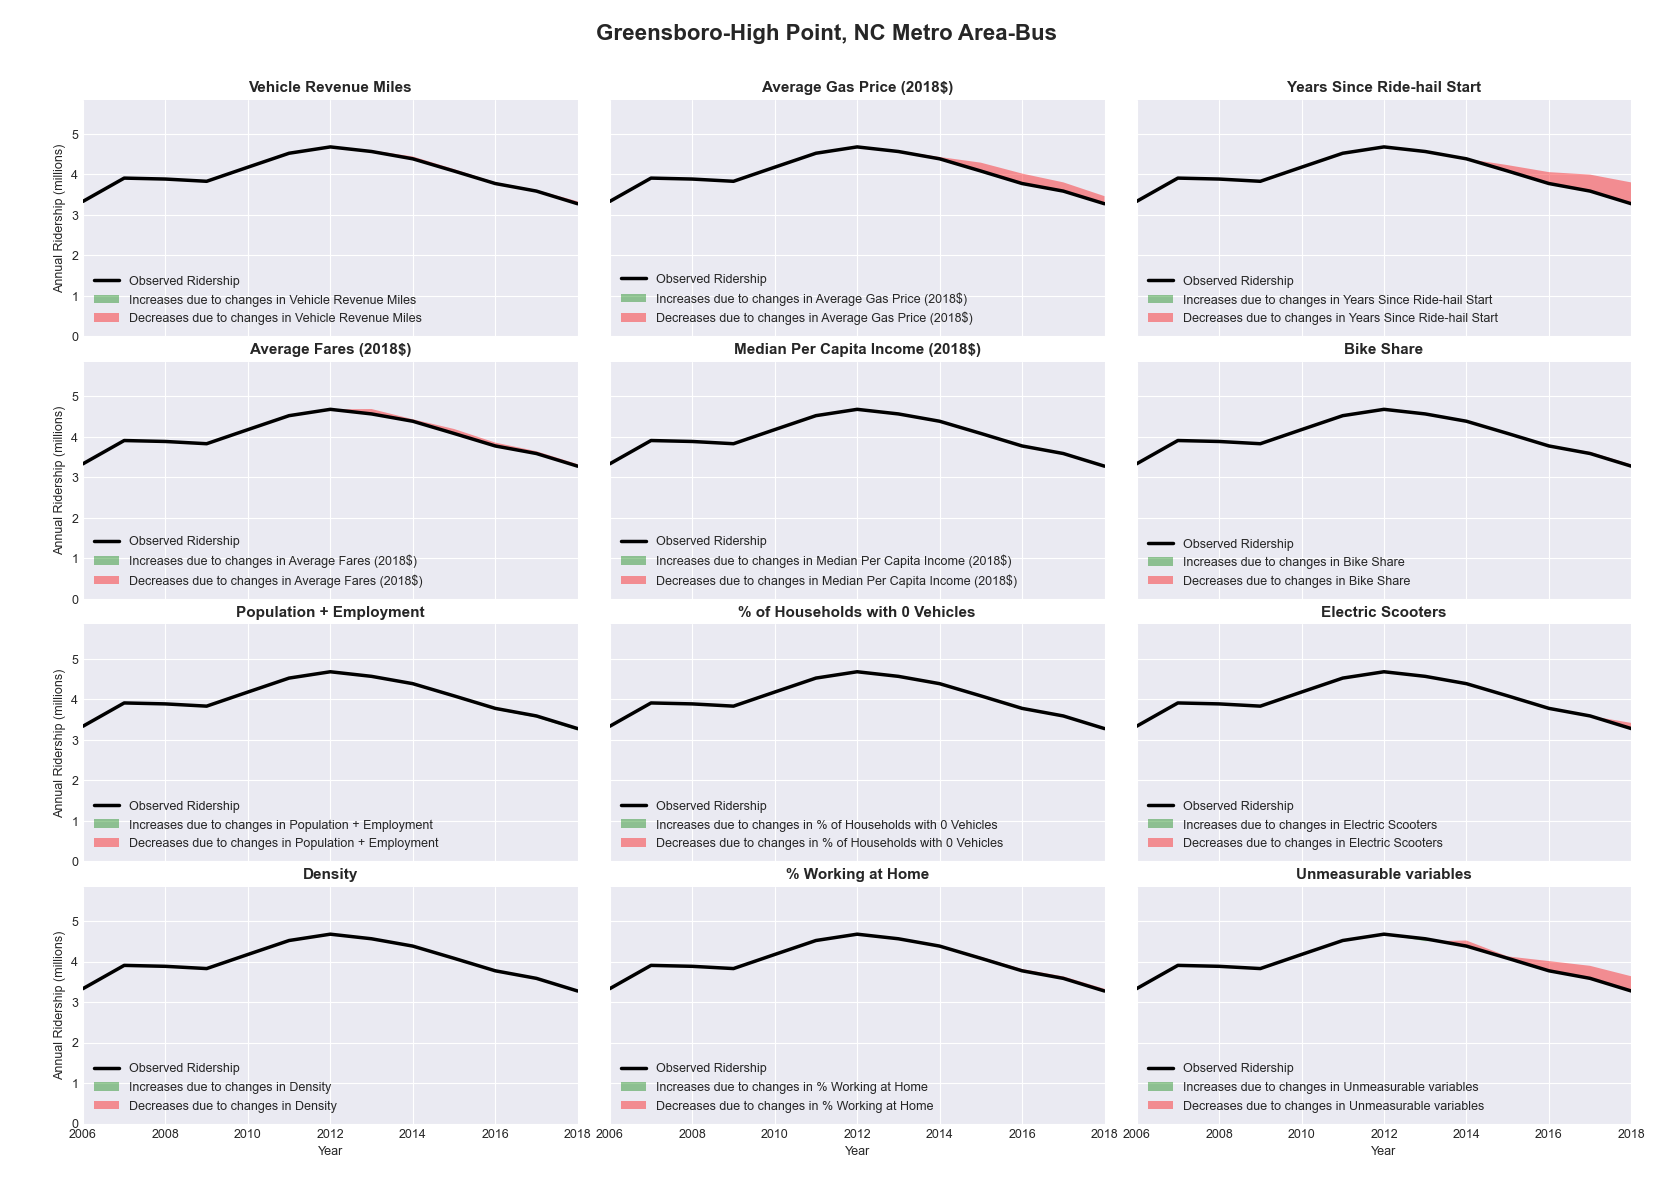 Greensboro-High Point, NC Metro Area-Bus
Vehicle Revenue Miles
Annual Ridership (millions)
5
4
3
2
1
0
Observed Ridership
Increases due to changes in Vehicle Revenue Miles
Decreases due to changes in Vehicle Revenue Miles
Average Gas Price (2018$)
Observed Ridership
Increases due to changes in Average Gas Price (2018$)
Decreases due to changes in Average Gas Price (2018$)
Years Since Ride-hail Start
Observed Ridership
Increases due to changes in Years Since Ride-hail Start
Decreases due to changes in Years Since Ride-hail Start
Average Fares (2018$)
Annual Ridership (millions)
5
4
3
2
1
0
Observed Ridership
Increases due to changes in Average Fares (2018$)
Decreases due to changes in Average Fares (2018$)
Median Per Capita Income (2018$)
Observed Ridership
Increases due to changes in Median Per Capita Income (2018$)
Decreases due to changes in Median Per Capita Income (2018$)
Bike Share
Observed Ridership
Increases due to changes in Bike Share
Decreases due to changes in Bike Share
Population + Employment
Annual Ridership (millions)
5
4
3
2
1
0
Observed Ridership
Increases due to changes in Population + Employment
Decreases due to changes in Population + Employment
% of Households with 0 Vehicles
Observed Ridership
Increases due to changes in % of Households with 0 Vehicles
Decreases due to changes in % of Households with 0 Vehicles
Electric Scooters
Observed Ridership
Increases due to changes in Electric Scooters
Decreases due to changes in Electric Scooters
Density
Annual Ridership (millions)
5
4
3
2
1
0
Observed Ridership
Increases due to changes in Density
Decreases due to changes in Density
2006 2008 2010 2012 2014 2016 2018
Year
% Working at Home
Observed Ridership
Increases due to changes in % Working at Home
Decreases due to changes in % Working at Home
2006 2008 2010 2012 2014 2016 2018
Year
Unmeasurable variables
Observed Ridership
Increases due to changes in Unmeasurable variables
Decreases due to changes in Unmeasurable variables
2006 2008 2010 2012 2014 2016 2018
Year